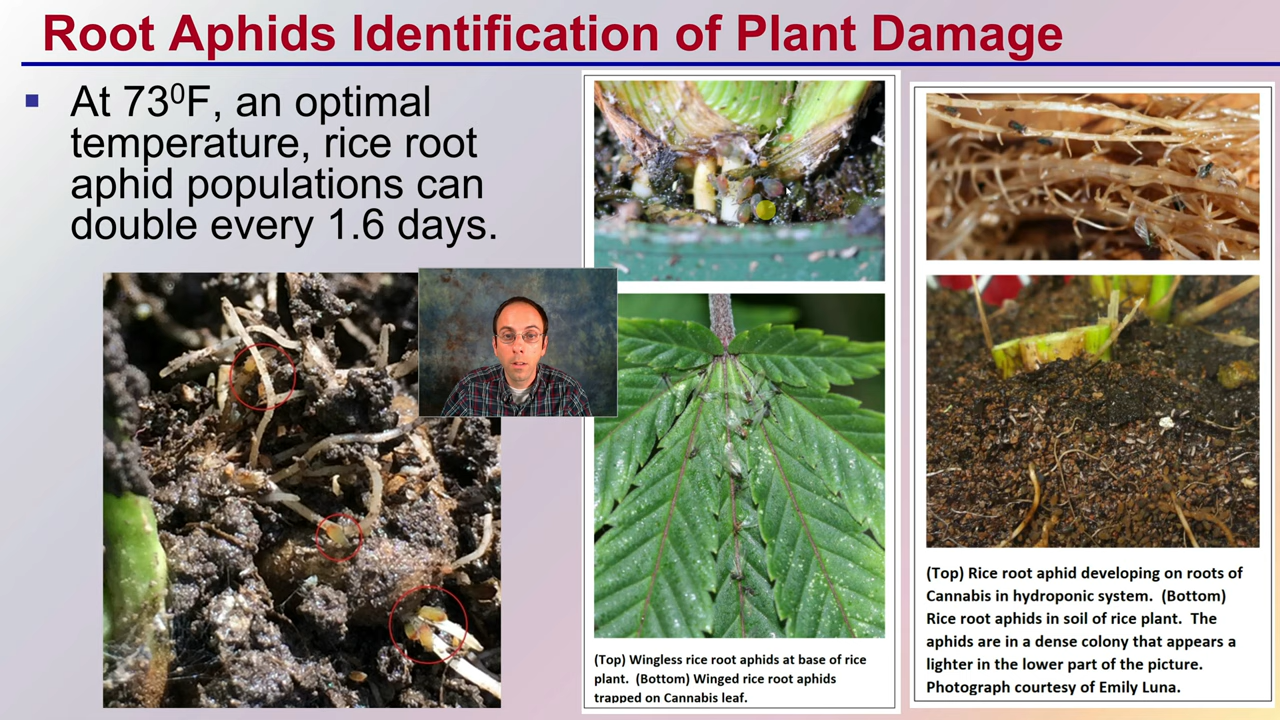 Root Aphids Identification of Plant Damage
At 73⁰F, an optimal
temperature, rice root
aphid populations can
double every 1.6 days.
(Top) Wingless rice root aphids at base of rice
plant. (Bottom) Winged rice root aphids
trapped on Cannabis leaf.
(Top) Rice root aphid developing on roots of
Cannabis in hydroponic system. (Bottom)
Rice root aphids in soil of rice plant. The
aphids are in a dense colony that appears a
lighter in the lower part of the picture.
Photograph courtesy of Emily Luna.